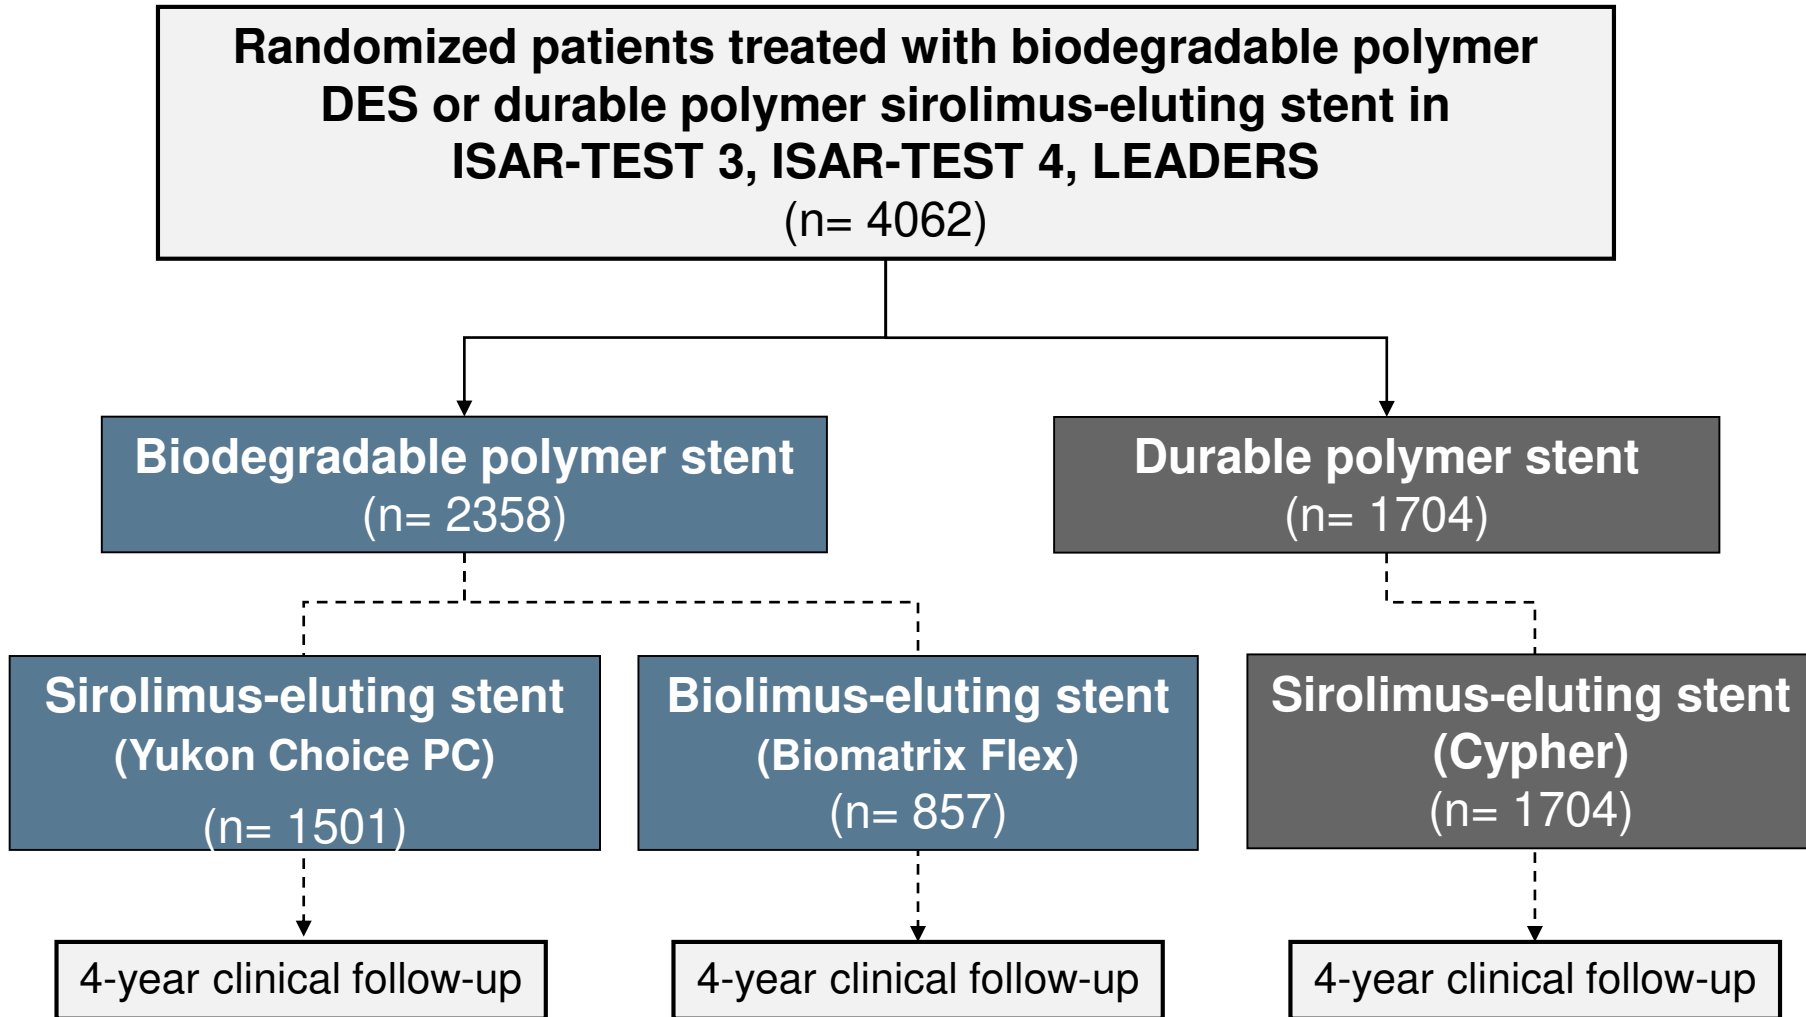 Randomized patients treated with biodegradable polymer
DES or durable polymer sirolimus-eluting stent in
ISAR-TEST 3, ISAR-TEST 4, LEADERS
(n= 4062)
Biodegradable polymer stent
(n= 2358)
Durable polymer stent
(n= 1704)
Sirolimus-eluting stent
(Yukon Choice PC)
(n= 1501)
Biolimus-eluting stent
(Biomatrix Flex)
(n= 857)
Sirolimus-eluting stent
(Cypher)
(n= 1704)
4-year clinical follow-up
4-year clinical follow-up
4-year clinical follow-up